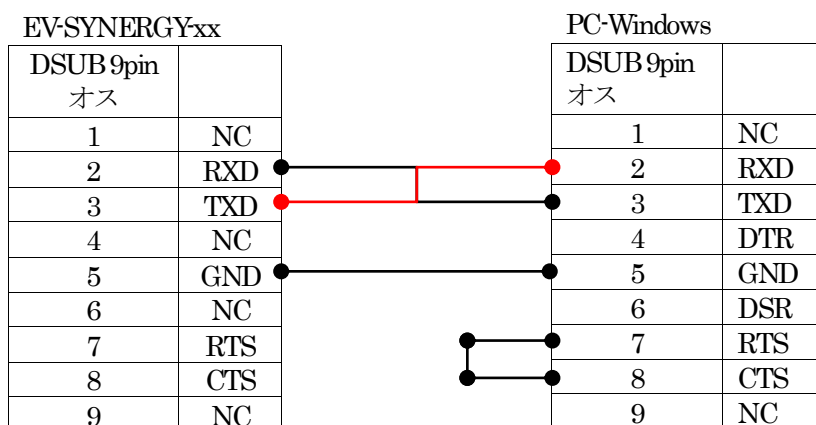 EV-SYNERGY-xx
DSUB 9pin
オス
1 NC
2 RXD
3 TXD
4 NC
5 GND
6 NC
7 RTS
8 CTS
9 NC
PC-Windows
DSUB 9pin
オス
1 NC
2 RXD
3 TXD
4 DTR
5 GND
6 DSR
7 RTS
8 CTS
9 NC